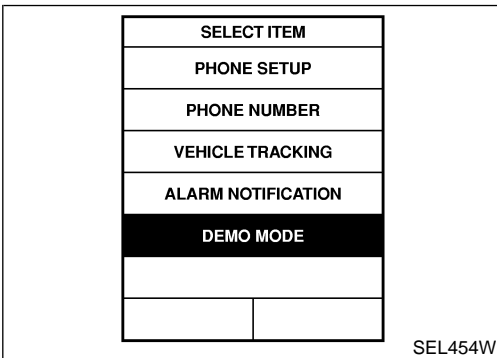 SELECT ITEM
PHONE SETUP
PHONE NUMBER
VEHICLE TRACKING
ALARM NOTIFICATION
DEMO MODE
SEL454W